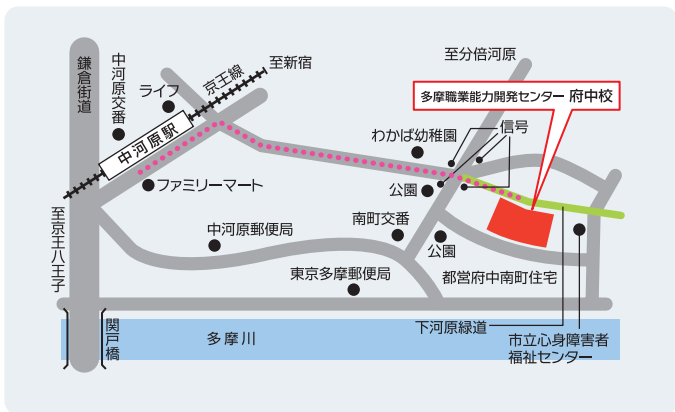 鎌倉街道
中河原交番
ライフ
京王線
至新宿
至分倍河原
多摩職業能力開発センター 府中校
中河原駅
わかば幼稚園
信号
ファミリーマート
公園
至京王八王子
中河原郵便局
南町交番
公園
東京多摩郵便局
都営府中南町住宅
関戸橋
多摩川
下河原緑道
市立心身障害者
福祉センター